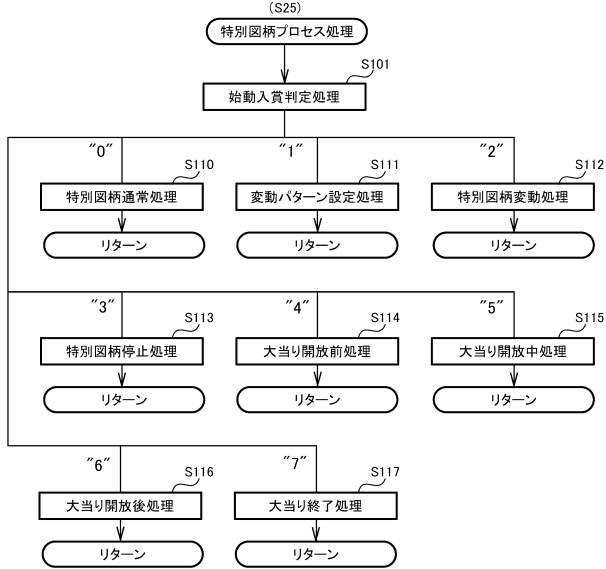 (S25)
特別図柄プロセス処理
S101
始動入賞判定処理
"0" "1" "2"
S110 S111 S112
特別図柄通常処理 変動パターン設定処理 特別図柄変動処理
リターン リターン リターン
"3" "4" "5"
S113 S114 S115
特別図柄停止処理 大当り開放前処理 大当り開放中処理
リターン リターン リターン
"6" "7"
S116 S117
大当り開放後処理 大当り終了処理
リターン リターン